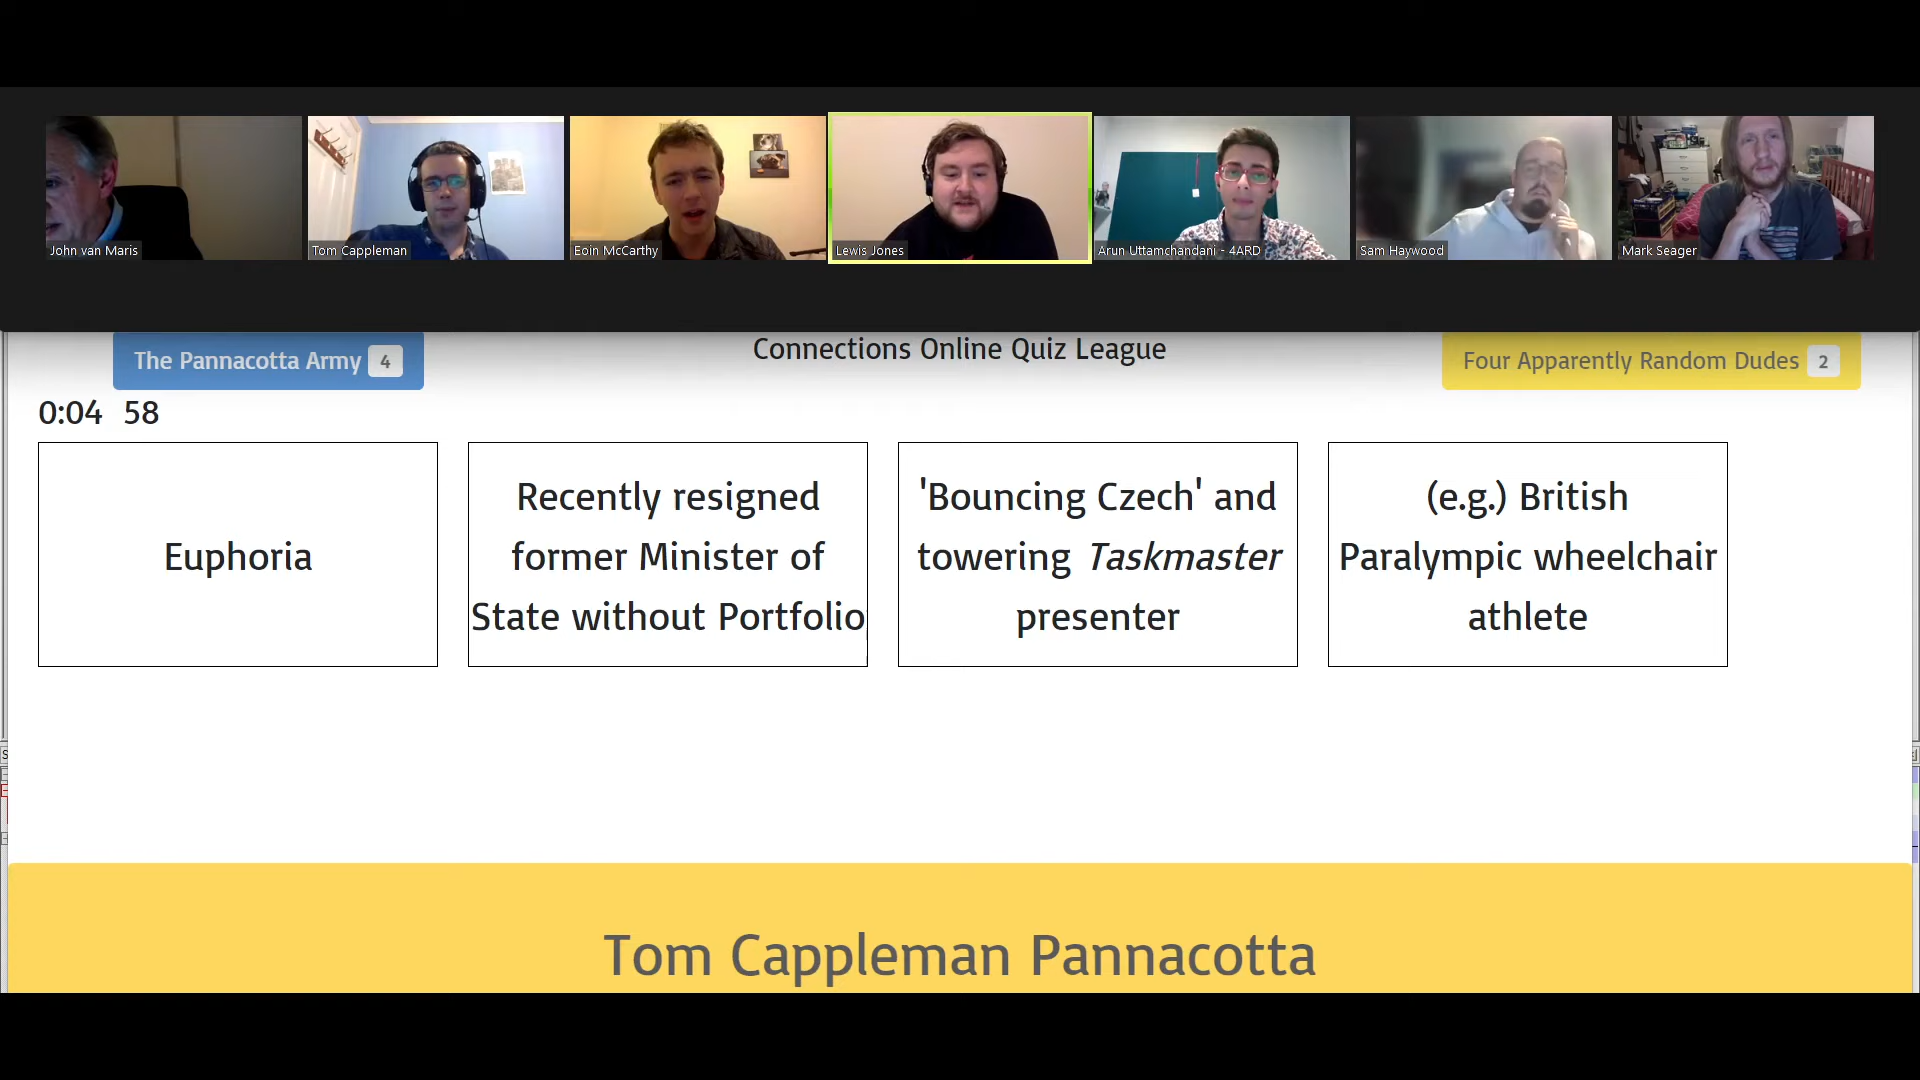 John van Maris
Tom Cappleman
Eoin McCarthy
Lewis Jones
Arun Uttamchandani - 4ARD
Sam Haywood
Mark Seager
The Pannacotta Army 4
Connections Online Quiz League
Four Apparently Random Dudes 2
0:04 58
Euphoria
Recently resigned
former Minister of
State without Portfolio
'Bouncing Czech' and
towering Taskmaster
presenter
(e.g.) British
Paralympic wheelchair
athlete
Tom Cappleman Pannacotta